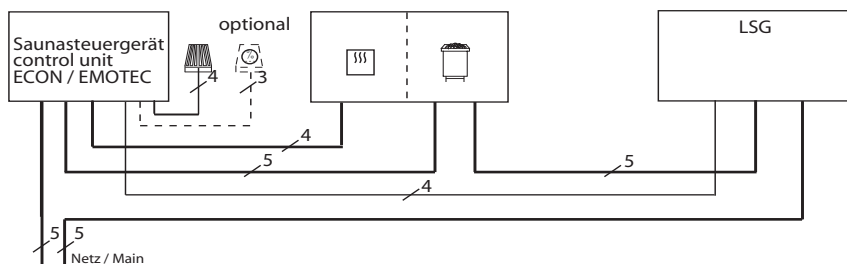 optional
Saunasteuergerät
control unit
ECON / EMOTEC
LSG
%
4
3
4
5
5
4
5 5
Netz / Main